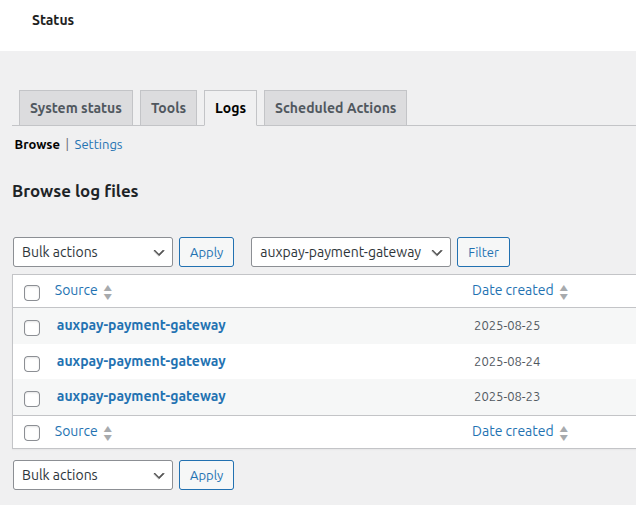 Status
System status Tools Logs Scheduled Actions
Browse | Settings
Browse log files
Bulk actions Apply auxpay-payment-gateway Filter
Source Date created
auxpay-payment-gateway 2025-08-25
auxpay-payment-gateway 2025-08-24
auxpay-payment-gateway 2025-08-23
Source Date created
Bulk actions Apply